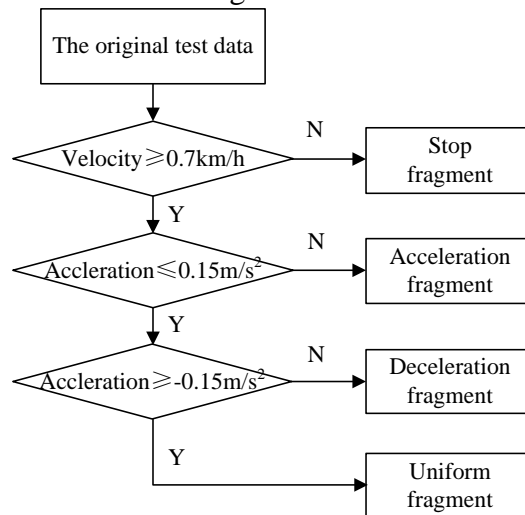 The original test data
N
Velocity≥0.7km/h
Stop
fragment
Y
N
Accleration≤0.15m/s²
Acceleration
fragment
Y
N
Accleration≥-0.15m/s²
Deceleration
fragment
Y
Uniform
fragment